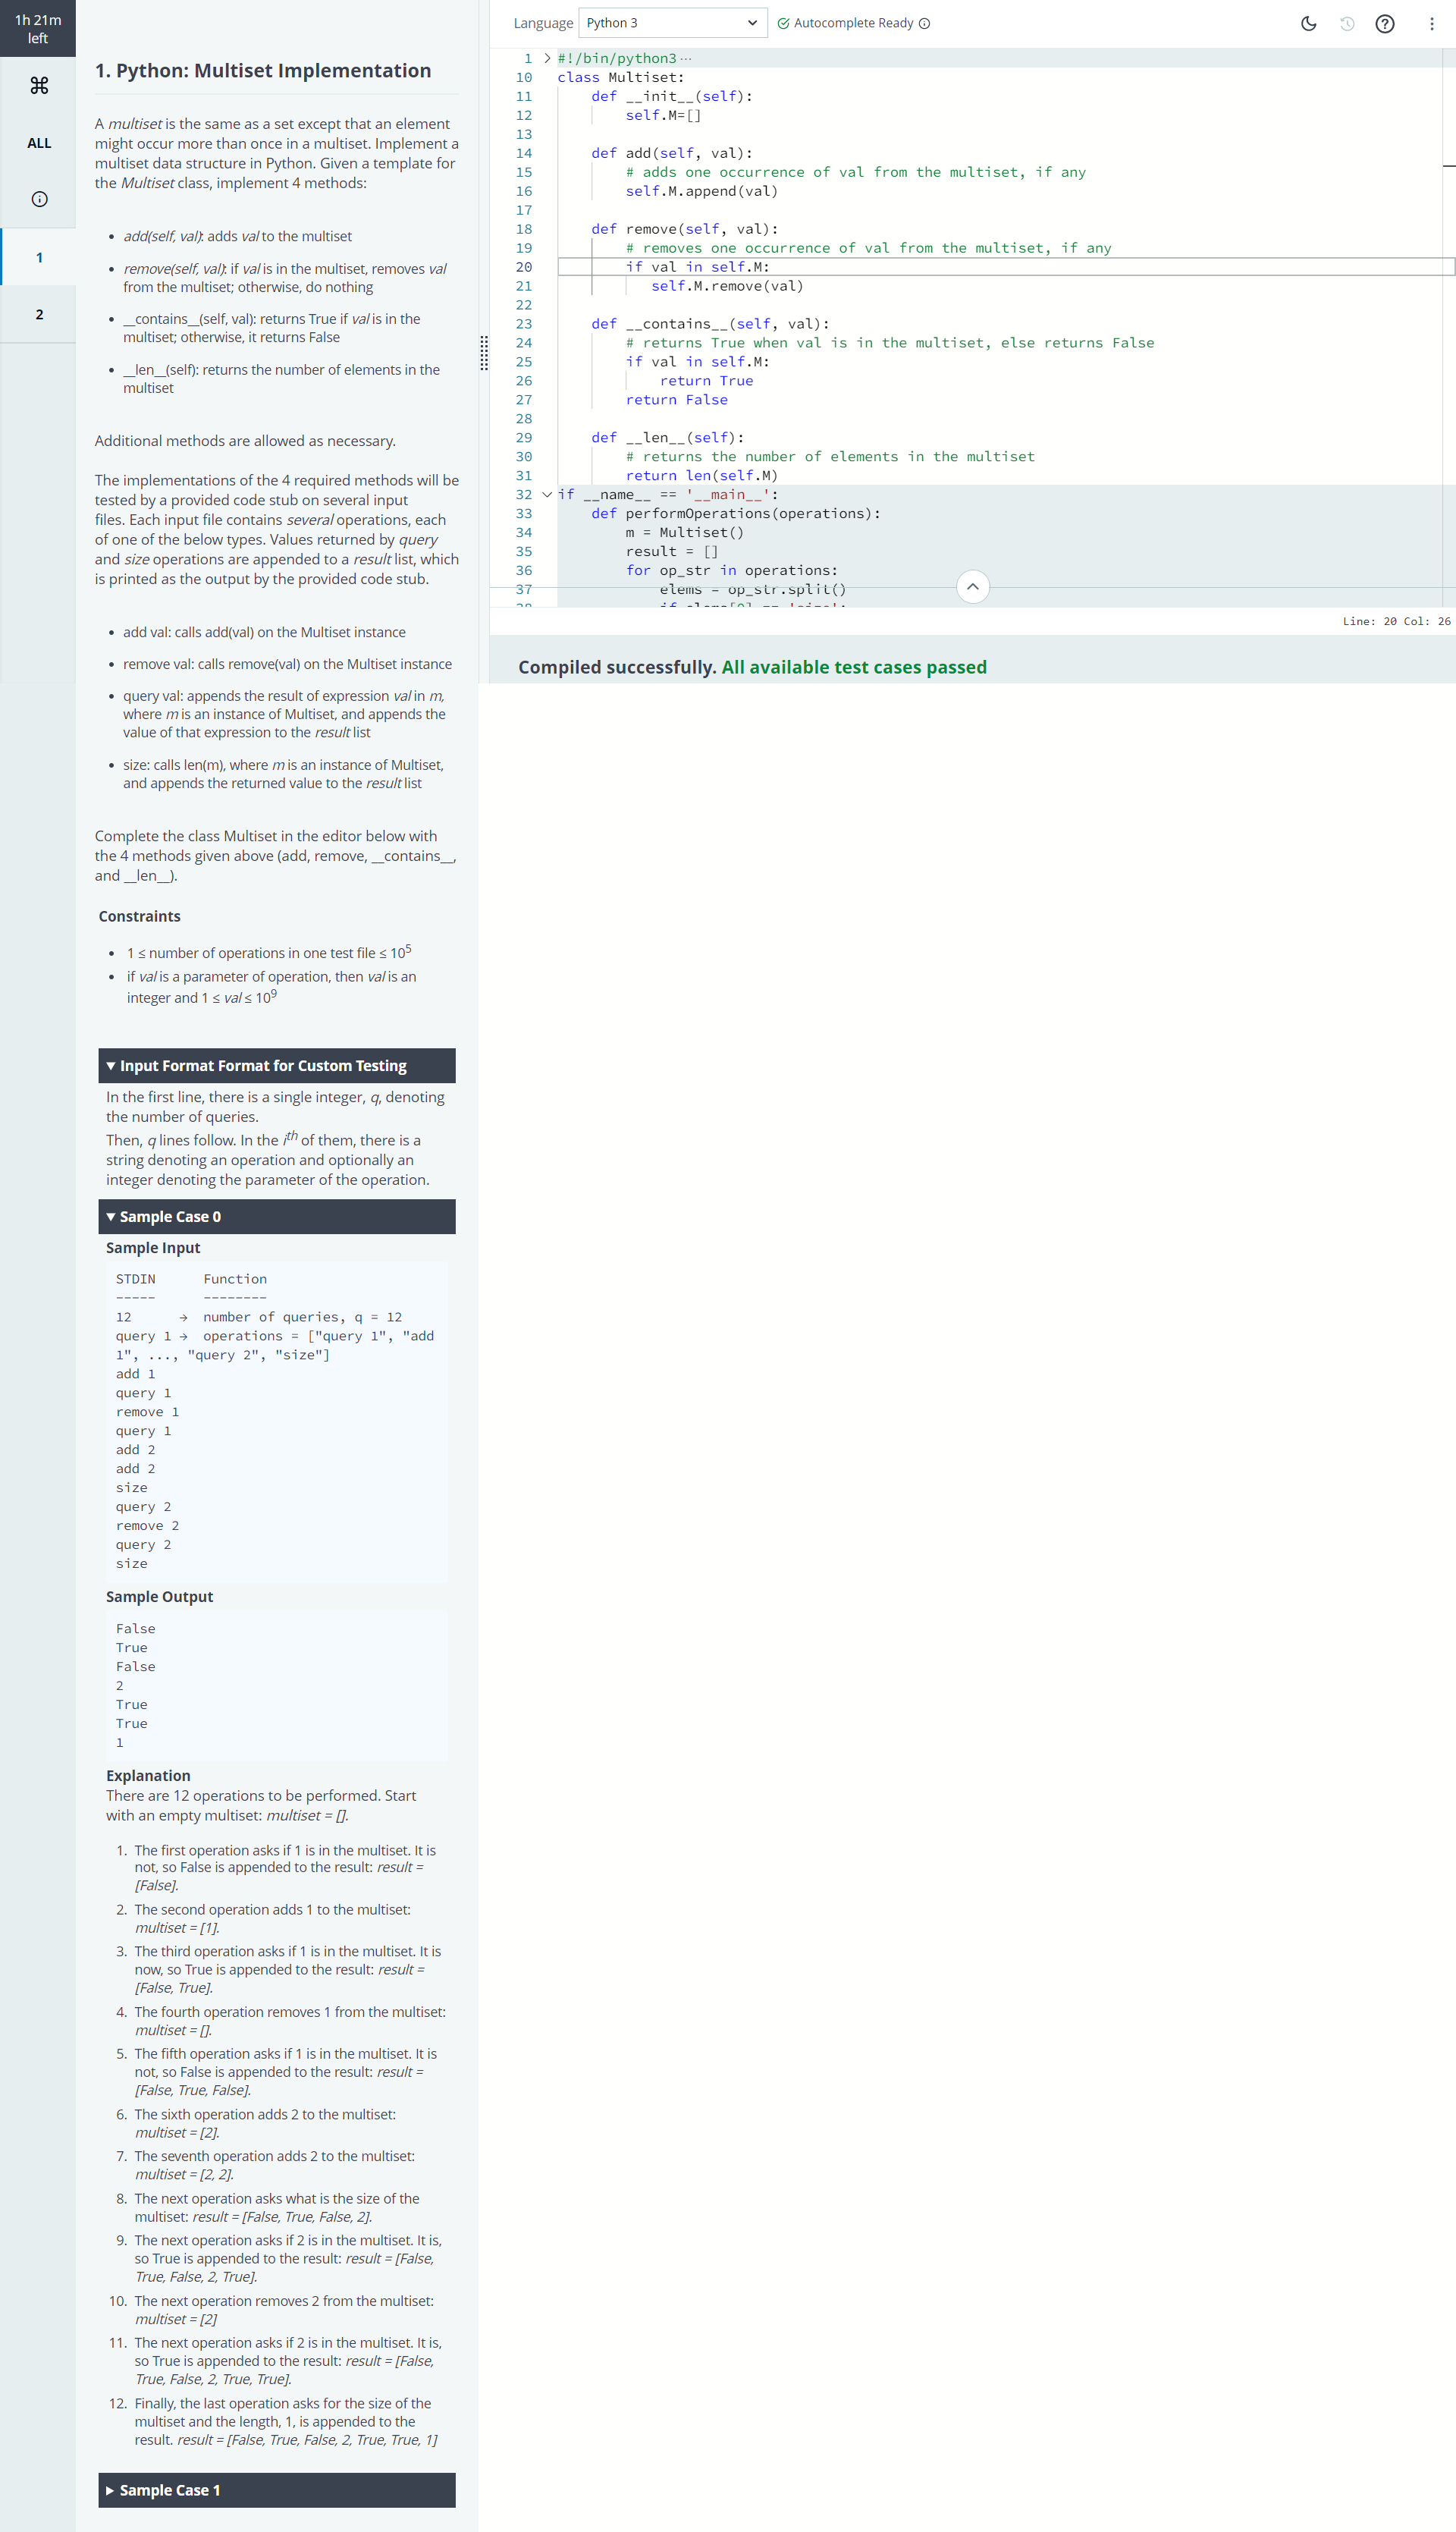 1h 21m
left
ALL
1
2
1. Python: Multiset Implementation
A multiset is the same as a set except that an element
might occur more than once in a multiset. Implement a
multiset data structure in Python. Given a template for
the Multiset class, implement 4 methods:
• add(self, val): adds val to the multiset
• remove(self, val): if val is in the multiset, removes val
from the multiset; otherwise, do nothing
• __contains__(self, val): returns True if val is in the
multiset; otherwise, it returns False
• __len__(self): returns the number of elements in the
multiset
Additional methods are allowed as necessary.
The implementations of the 4 required methods will be
tested by a provided code stub on several input
files. Each input file contains several operations, each
of one of the below types. Values returned by query
and size operations are appended to a result list, which
is printed as the output by the provided code stub.
• add val: calls add(val) on the Multiset instance
• remove val: calls remove(val) on the Multiset instance
• query val: appends the result of expression val in m,
where m is an instance of Multiset, and appends the
value of that expression to the result list
• size: calls len(m), where m is an instance of Multiset,
and appends the returned value to the result list
Complete the class Multiset in the editor below with
the 4 methods given above (add, remove, __contains__,
and __len__).
Constraints
• 1 ≤ number of operations in one test file ≤ 10^5
• if val is a parameter of operation, then val is an
integer and 1 ≤ val ≤ 10^9
▼ Input Format Format for Custom Testing
In the first line, there is a single integer, q, denoting
the number of queries.
Then, q lines follow. In the i^th of them, there is a
string denoting an operation and optionally an
integer denoting the parameter of the operation.
▼ Sample Case 0
Sample Input
STDIN      Function
-----      --------
12      →  number of queries, q = 12
query 1 →  operations = ["query 1", "add
1", ..., "query 2", "size"]
add 1
query 1
remove 1
query 1
add 2
add 2
size
query 2
remove 2
query 2
size
Sample Output
False
True
False
2
True
True
1
Explanation
There are 12 operations to be performed. Start
with an empty multiset: multiset = [].
1. The first operation asks if 1 is in the multiset. It is
not, so False is appended to the result: result =
[False].
2. The second operation adds 1 to the multiset:
multiset = [1].
3. The third operation asks if 1 is in the multiset. It is
now, so True is appended to the result: result =
[False, True].
4. The fourth operation removes 1 from the multiset:
multiset = [].
5. The fifth operation asks if 1 is in the multiset. It is
not, so False is appended to the result: result =
[False, True, False].
6. The sixth operation adds 2 to the multiset:
multiset = [2].
7. The seventh operation adds 2 to the multiset:
multiset = [2, 2].
8. The next operation asks what is the size of the
multiset: result = [False, True, False, 2].
9. The next operation asks if 2 is in the multiset. It is,
so True is appended to the result: result = [False,
True, False, 2, True].
10. The next operation removes 2 from the multiset:
multiset = [2]
11. The next operation asks if 2 is in the multiset. It is,
so True is appended to the result: result = [False,
True, False, 2, True, True].
12. Finally, the last operation asks for the size of the
multiset and the length, 1, is appended to the
result. result = [False, True, False, 2, True, True, 1]
▶ Sample Case 1
Language Python 3 Autocomplete Ready
1 #!/bin/python3 ···
10 class Multiset:
11     def __init__(self):
12         self.M=[]
13
14     def add(self, val):
15         # adds one occurrence of val from the multiset, if any
16         self.M.append(val)
17
18     def remove(self, val):
19         # removes one occurrence of val from the multiset, if any
20         if val in self.M:
21            self.M.remove(val)
22
23     def __contains__(self, val):
24         # returns True when val is in the multiset, else returns False
25         if val in self.M:
26             return True
27         return False
28
29     def __len__(self):
30         # returns the number of elements in the multiset
31         return len(self.M)
32 if __name__ == '__main__':
33     def performOperations(operations):
34         m = Multiset()
35         result = []
36         for op_str in operations:
37             elems = op_str.split()
38             if elems[0] == 'size':
Line: 20 Col: 26
Compiled successfully. All available test cases passed